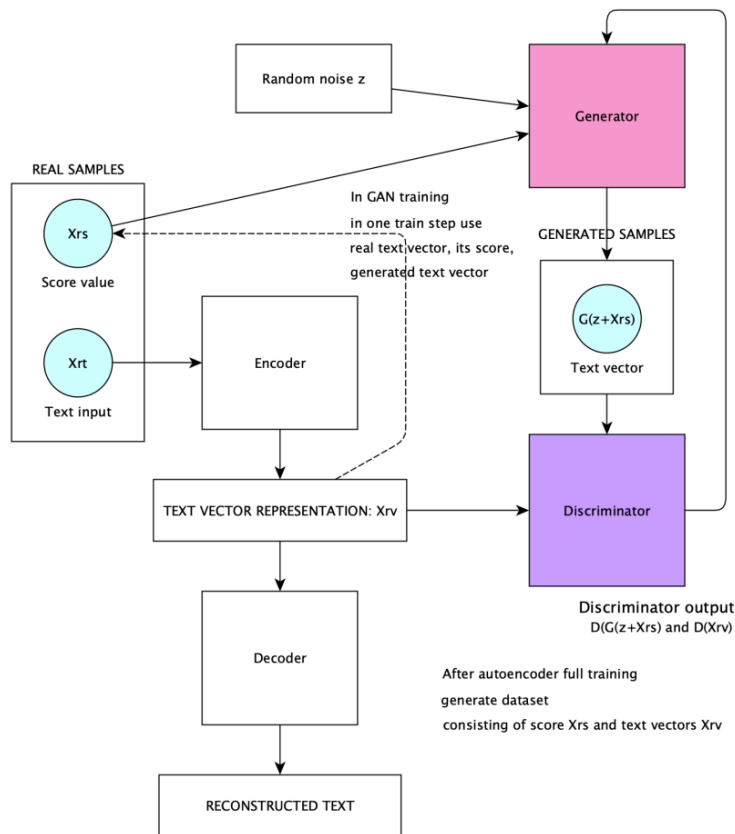 Random noise z
Generator
REAL SAMPLES
Xrs
Score value
In GAN training
in one train step use
real text vector, its score,
generated text vector
GENERATED SAMPLES
G(z+Xrs)
Text vector
Xrt
Text input
Encoder
TEXT VECTOR REPRESENTATION: Xrv
Discriminator
Discriminator output
D(G(z+Xrs) and D(Xrv)
Decoder
After autoencoder full training
generate dataset
consisting of score Xrs and text vectors Xrv
RECONSTRUCTED TEXT